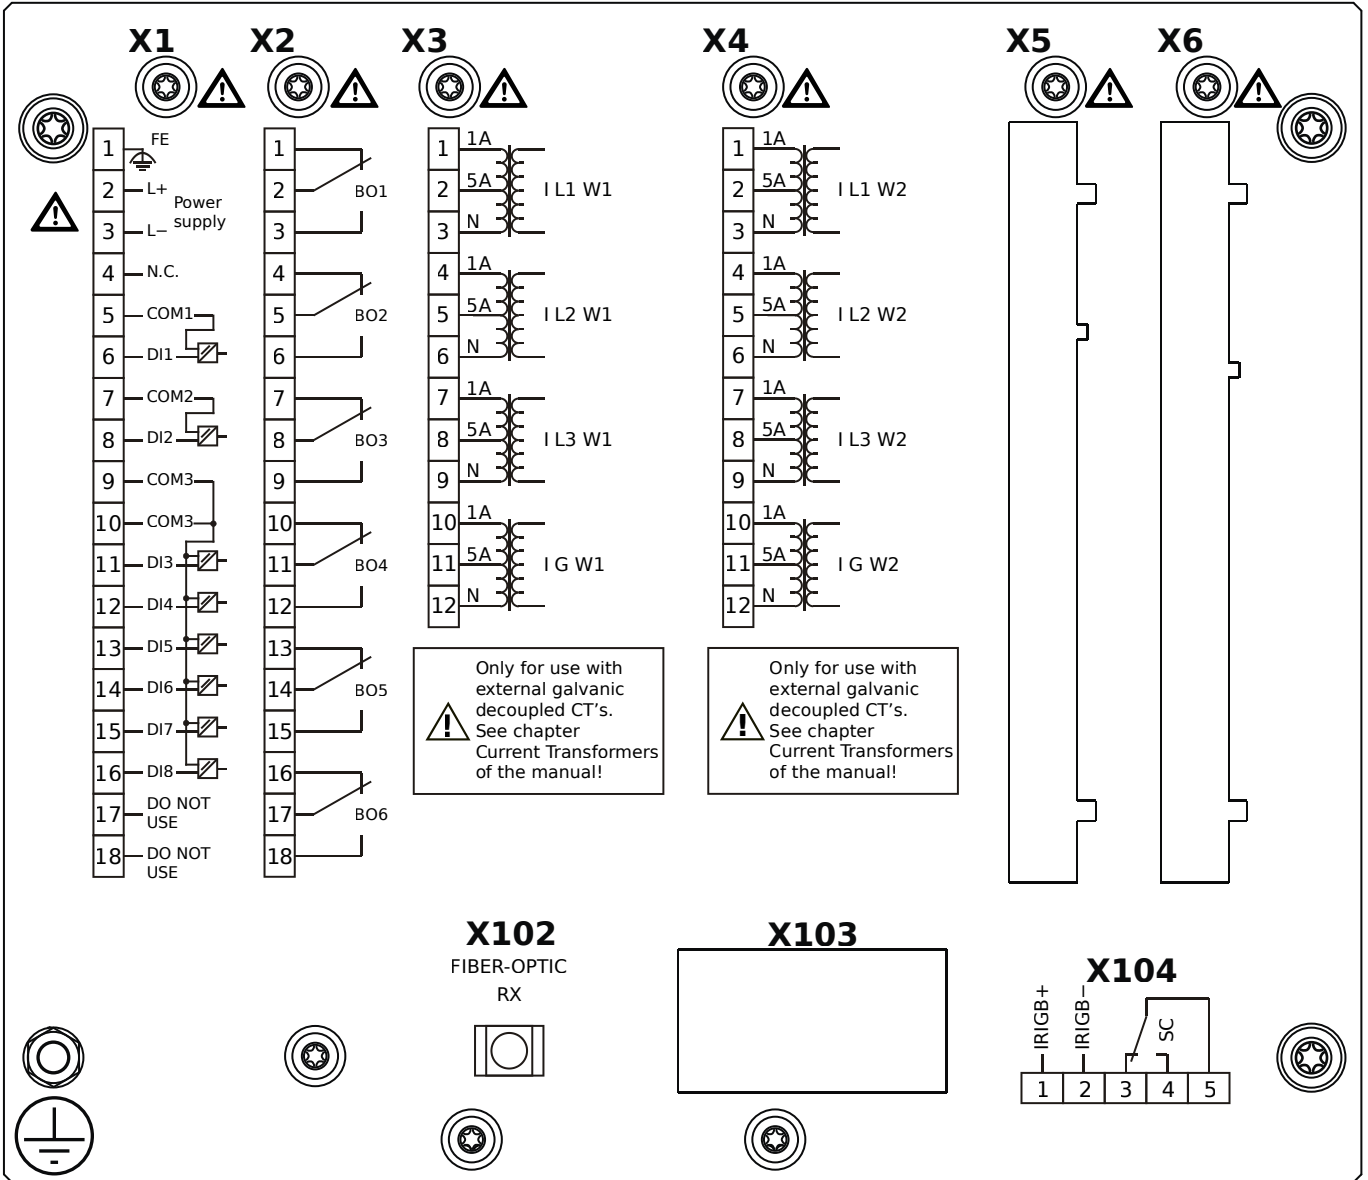 X1
X2
X3
X4
X5
X6
1 FE
2 L+
Power
supply
3 L−
4 N.C.
5 COM1
6 DI1
7 COM2
8 DI2
9 COM3
10 COM3
11 DI3
12 DI4
13 DI5
14 DI6
15 DI7
16 DI8
17 DO NOT
USE
18 DO NOT
USE
1
2 BO1
3
4
5 BO2
6
7
8 BO3
9
10
11 BO4
12
13
14 BO5
15
16
17 BO6
18
1 1A
2 5A I L1 W1
3 N
4 1A
5 5A I L2 W1
6 N
7 1A
8 5A I L3 W1
9 N
10 1A
11 5A I G W1
12 N
!
Only for use with
external galvanic
decoupled CT’s.
See chapter
Current Transformers
of the manual!
1 1A
2 5A I L1 W2
3 N
4 1A
5 5A I L2 W2
6 N
7 1A
8 5A I L3 W2
9 N
10 1A
11 5A I G W2
12 N
!
Only for use with
external galvanic
decoupled CT’s.
See chapter
Current Transformers
of the manual!
X102
FIBER-OPTIC
RX
X103
X104
IRIGB+
IRIGB−
SC
1 2 3 4 5